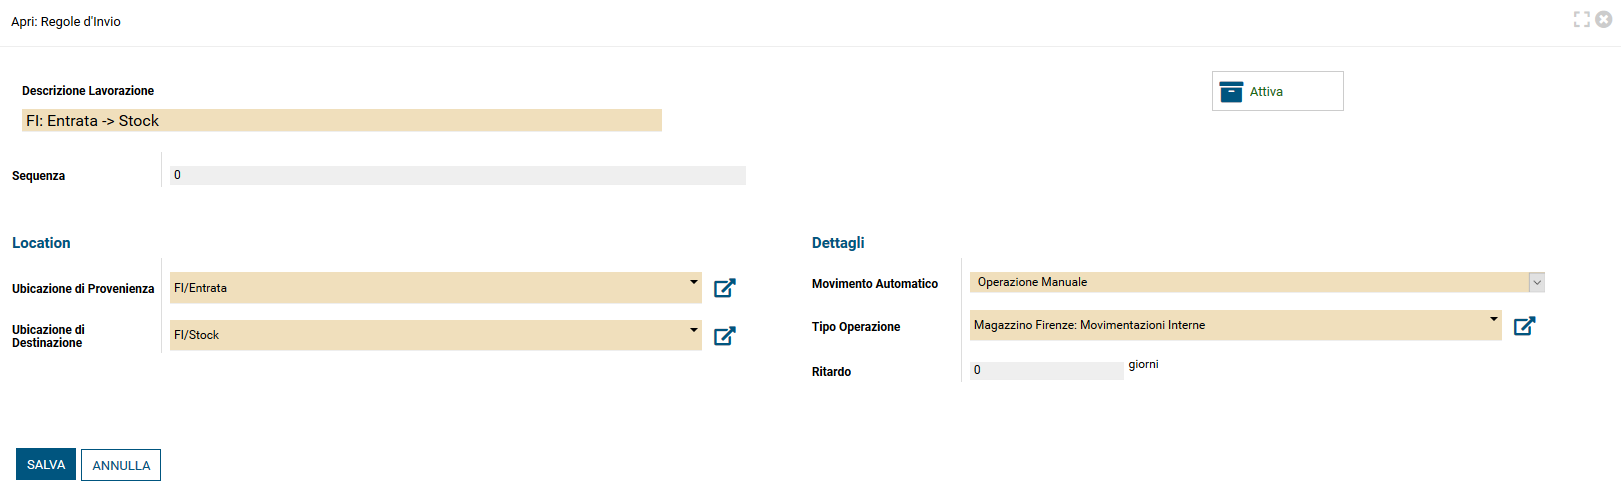 Apri: Regole d'Invio
Descrizione Lavorazione
Attiva
FI: Entrata -> Stock
Sequenza
0
Location
Ubicazione di Provenienza
FI/Entrata
Ubicazione di
Destinazione
FI/Stock
Dettagli
Movimento Automatico
Operazione Manuale
Tipo Operazione
Magazzino Firenze: Movimentazioni Interne
Ritardo
0
giorni
SALVA
ANNULLA